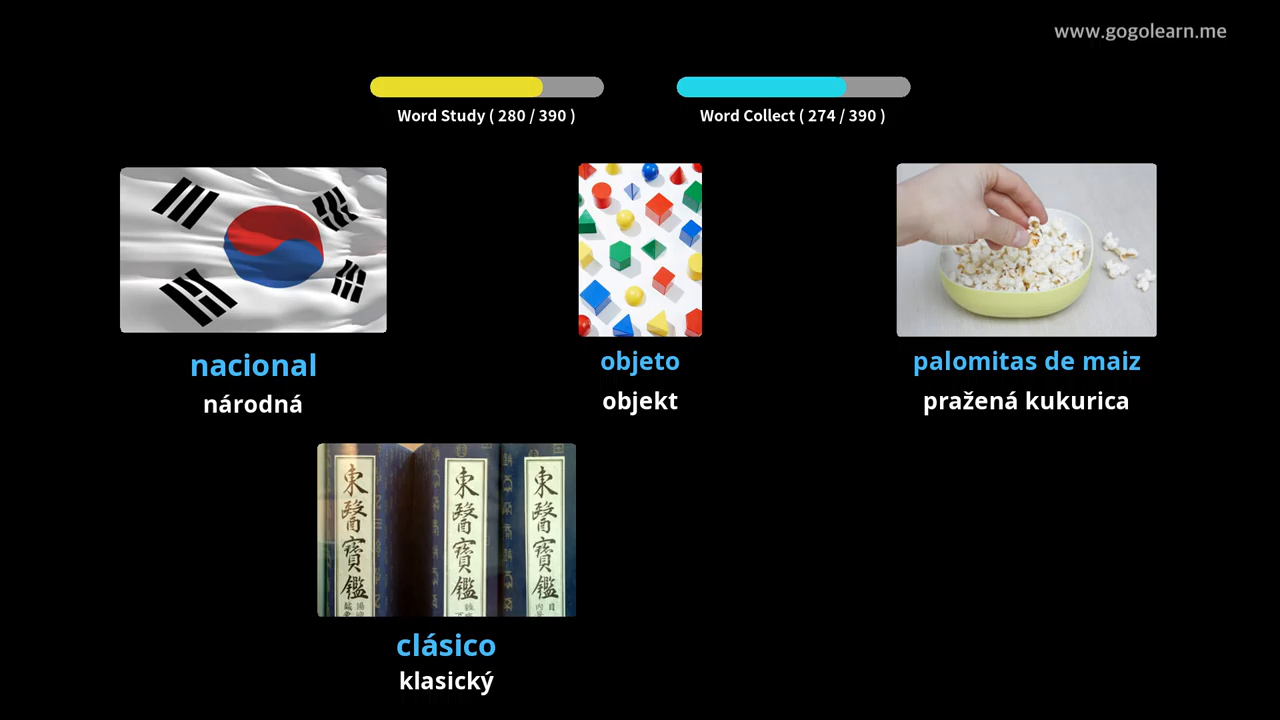 www.gogolearn.me
Word Study ( 280 / 390 )
Word Collect ( 274 / 390 )
nacional
národná
objeto
objekt
palomitas de maiz
pražená kukurica
東醫寶鑑
東醫寶鑑
東醫寶鑑
clásico
klasický